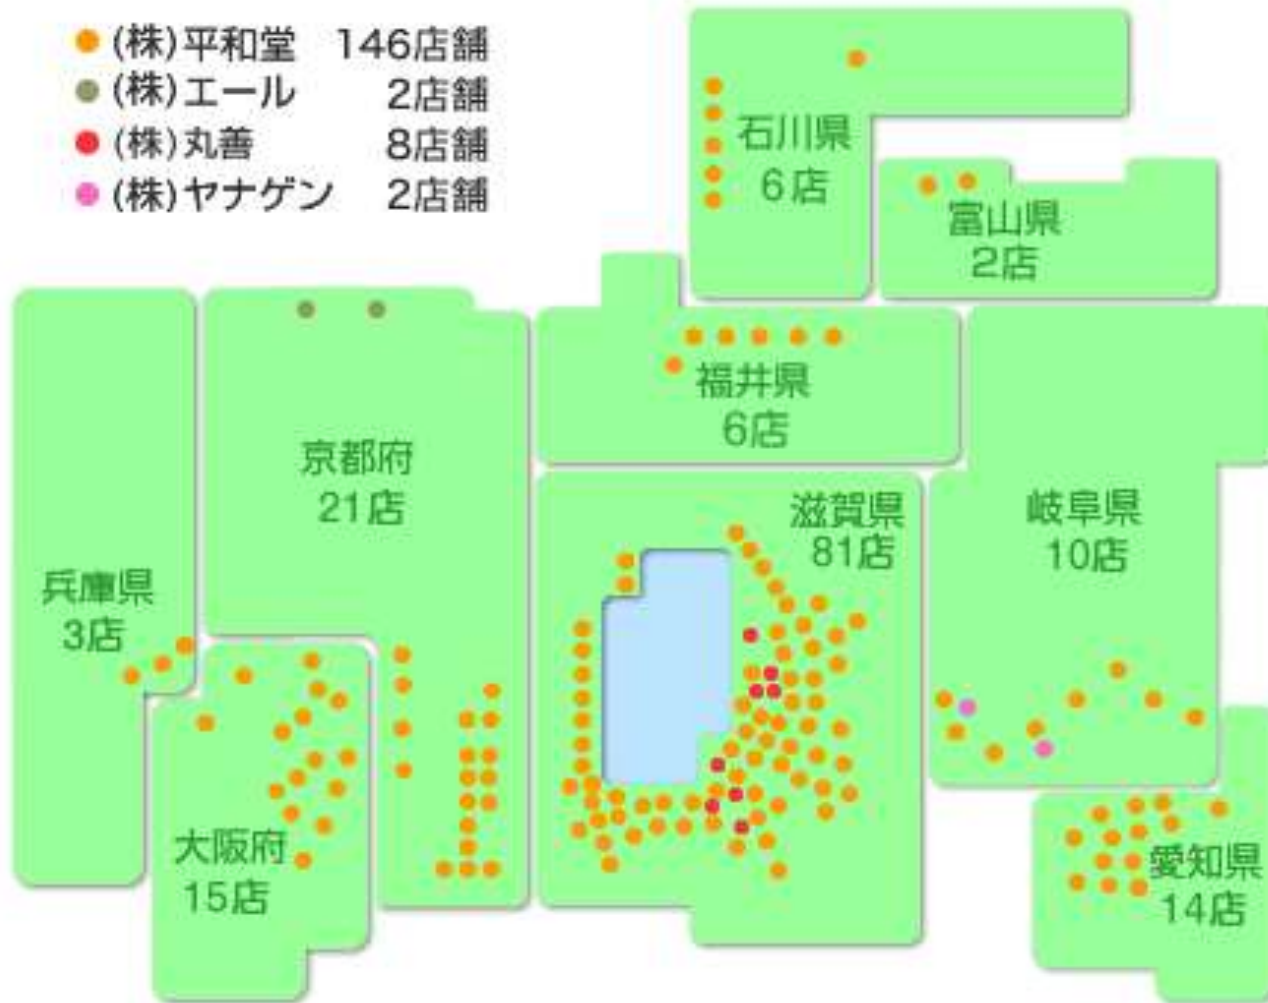 (株)平和堂 146店舗
(株)エール 2店舗
(株)丸善 8店舗
(株)ヤナゲン 2店舗
石川県
6店
富山県
2店
福井県
6店
京都府
21店
滋賀県
81店
岐阜県
10店
兵庫県
3店
大阪府
15店
愛知県
14店